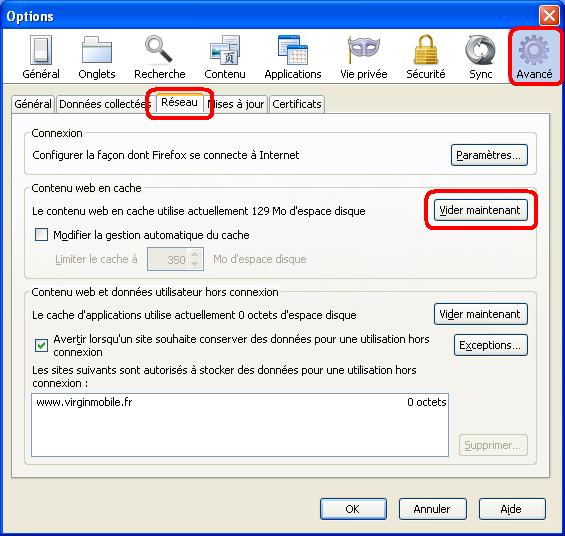 Options
Général
Onglets
Recherche
Contenu
Applications
Vie privée
Sécurité
Sync
Avancé
Général
Données collectées
Réseau
Mises à jour
Certificats
Connexion
Configurer la façon dont Firefox se connecte à Internet
Paramètres...
Contenu web en cache
Le contenu web en cache utilise actuellement 129 Mo d'espace disque
Vider maintenant
Modifier la gestion automatique du cache
Limiter le cache à 350 Mo d'espace disque
Contenu web et données utilisateur hors connexion
Le cache d'applications utilise actuellement 0 octets d'espace disque
Vider maintenant
Avertir lorsqu'un site souhaite conserver des données pour une utilisation hors
connexion
Exceptions...
Les sites suivants sont autorisés à stocker des données pour une utilisation hors
connexion :
www.virginmobile.fr 0 octets
Supprimer...
OK
Annuler
Aide